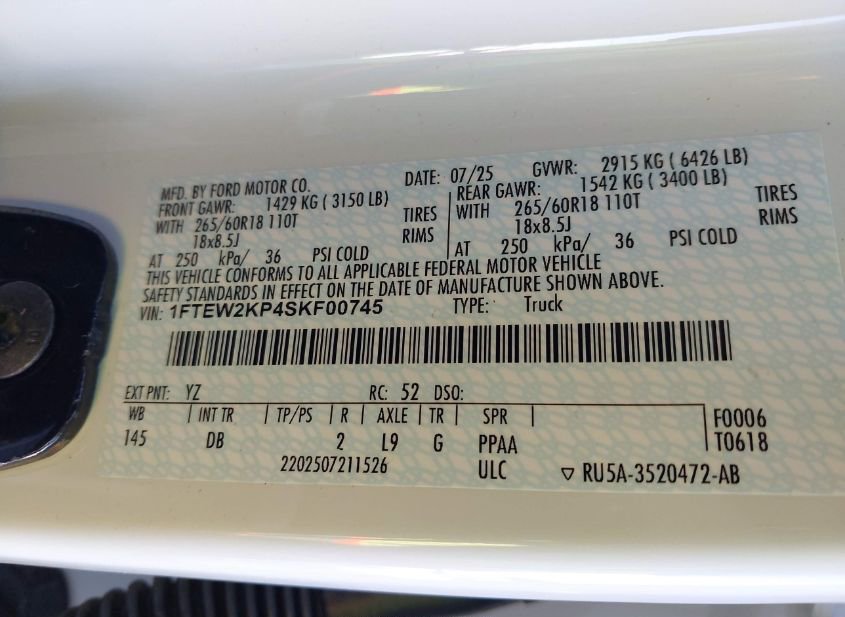 MFD. BY FORD MOTOR CO. DATE: 07/25 GVWR: 2915 KG ( 6426 LB)
FRONT GAWR: 1429 KG ( 3150 LB) REAR GAWR: 1542 KG ( 3400 LB)
WITH 265/60R18 110T TIRES WITH 265/60R18 110T TIRES
18x8.5J RIMS 18x8.5J RIMS
AT 250 kPa/ 36 PSI COLD AT 250 kPa/ 36 PSI COLD
THIS VEHICLE CONFORMS TO ALL APPLICABLE FEDERAL MOTOR VEHICLE
SAFETY STANDARDS IN EFFECT ON THE DATE OF MANUFACTURE SHOWN ABOVE.
VIN: 1FTEW2KP4SKF00745 TYPE: Truck
EXT PNT: YZ RC: 52 DSO:
WB INT TR TP/PS R AXLE TR SPR F0006
145 DB 2 L9 G PPAA T0618
2202507211526 ULC ▽ RU5A-3520472-AB